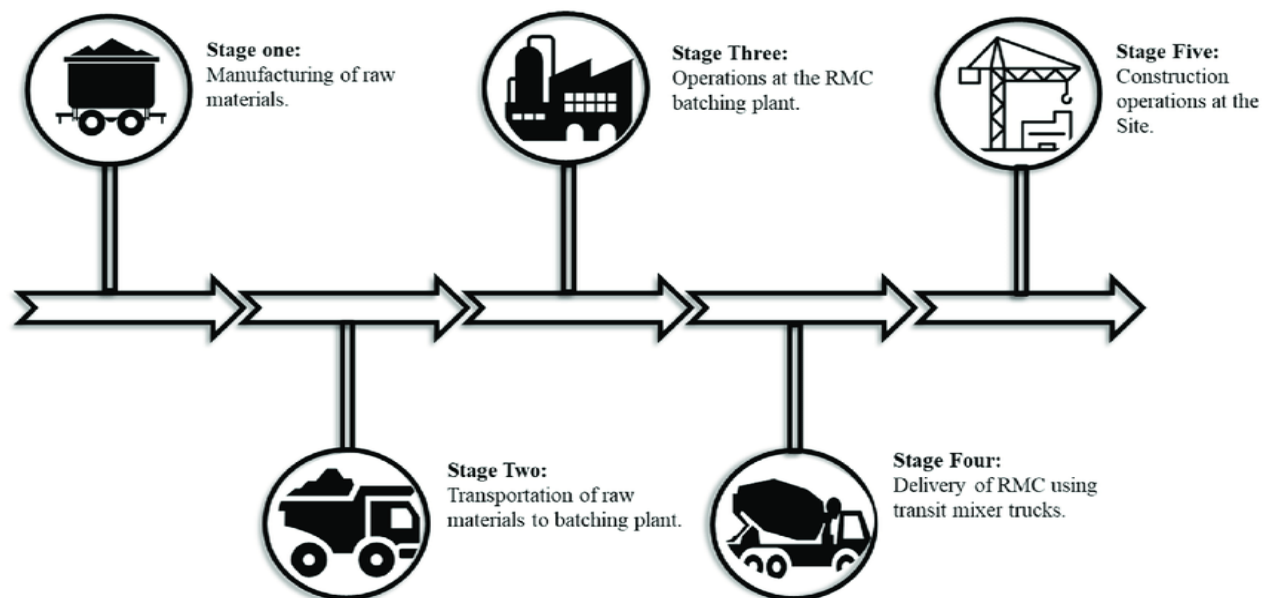 Stage one:
Manufacturing of raw
materials.
Stage Two:
Transportation of raw
materials to batching plant.
Stage Three:
Operations at the RMC
batching plant.
Stage Four:
Delivery of RMC using
transit mixer trucks.
Stage Five:
Construction
operations at the
Site.